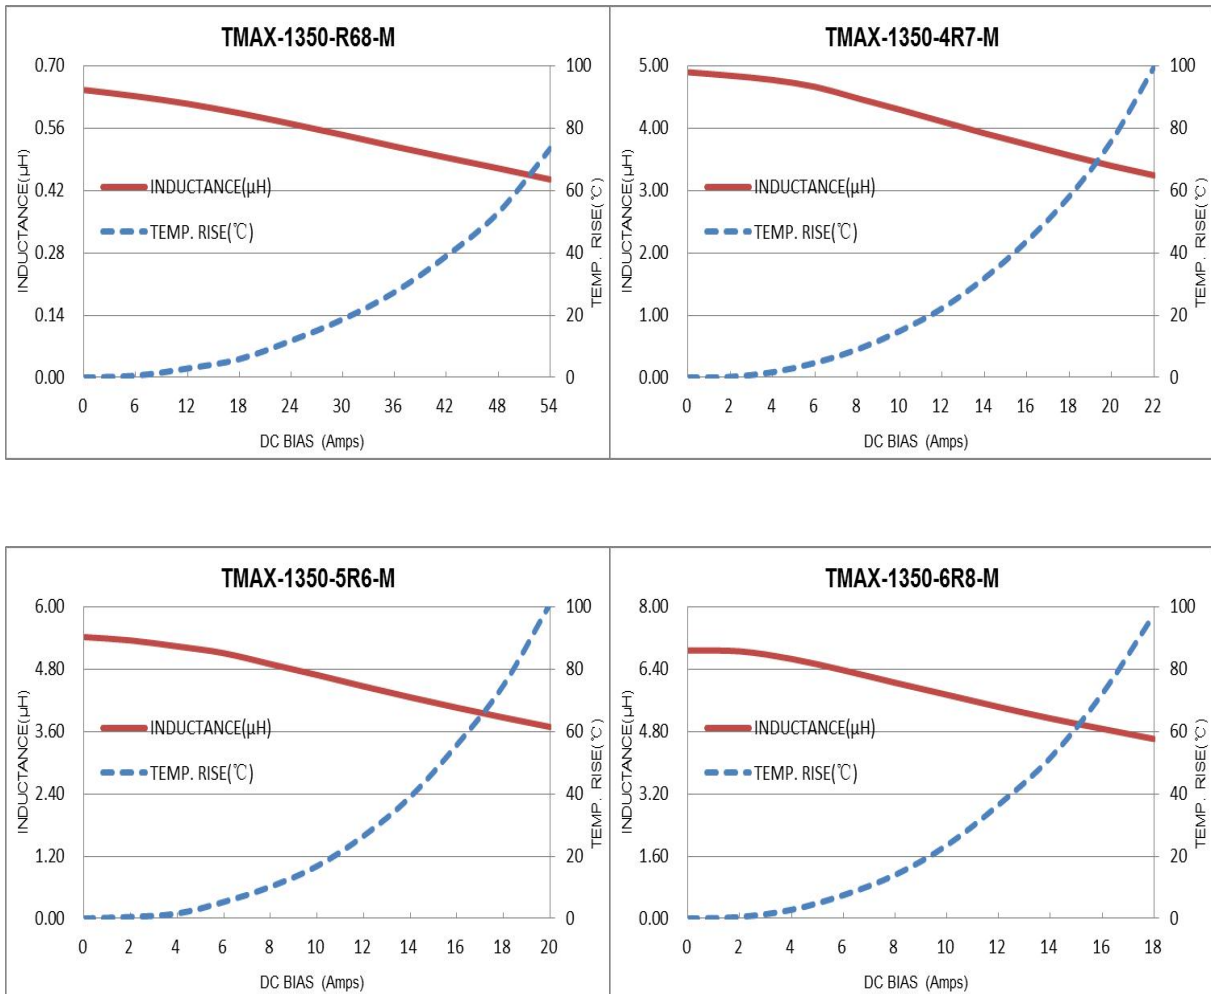 TMAX-1350-R68-M
INDUCTANCE(μH)
0.70
0.56
0.42
0.28
0.14
0.00
INDUCTANCE(μH)
TEMP. RISE(℃)
100
80
60
40
20
0
TEMP. RISE(℃)
0 6 12 18 24 30 36 42 48 54
DC BIAS (Amps)
TMAX-1350-4R7-M
INDUCTANCE(μH)
5.00
4.00
3.00
2.00
1.00
0.00
INDUCTANCE(μH)
TEMP. RISE(℃)
100
80
60
40
20
0
TEMP. RISE(℃)
0 2 4 6 8 10 12 14 16 18 20 22
DC BIAS (Amps)
TMAX-1350-5R6-M
INDUCTANCE(μH)
6.00
4.80
3.60
2.40
1.20
0.00
INDUCTANCE(μH)
TEMP. RISE(℃)
100
80
60
40
20
0
TEMP. RISE(℃)
0 2 4 6 8 10 12 14 16 18 20
DC BIAS (Amps)
TMAX-1350-6R8-M
INDUCTANCE(μH)
8.00
6.40
4.80
3.20
1.60
0.00
INDUCTANCE(μH)
TEMP. RISE(℃)
100
80
60
40
20
0
TEMP. RISE(℃)
0 2 4 6 8 10 12 14 16 18
DC BIAS (Amps)